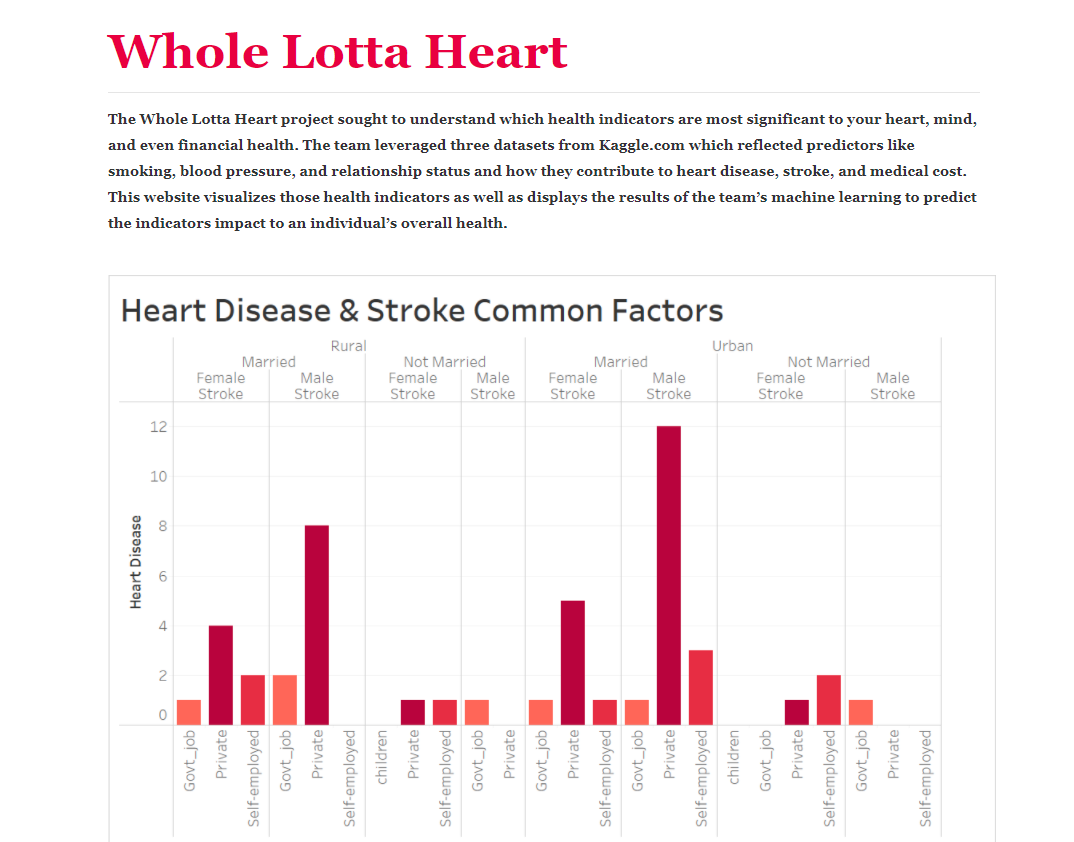 Whole Lotta Heart
The Whole Lotta Heart project sought to understand which health indicators are most significant to your heart, mind,
and even financial health. The team leveraged three datasets from Kaggle.com which reflected predictors like
smoking, blood pressure, and relationship status and how they contribute to heart disease, stroke, and medical cost.
This website visualizes those health indicators as well as displays the results of the team’s machine learning to predict
the indicators impact to an individual’s overall health.
Heart Disease & Stroke Common Factors
Rural Urban
Married Not Married Married Not Married
Female Male Female Male Female Male Female Male
Stroke Stroke Stroke Stroke Stroke Stroke Stroke Stroke
12
10
8
6
4
2
0
Heart Disease
Govt_job
Private
Self-employed
Govt_job
Private
Self-employed
children
Private
Self-employed
Govt_job
Private
Govt_job
Private
Self-employed
Govt_job
Private
Self-employed
children
Govt_job
Private
Self-employed
Govt_job
Private
Self-employed